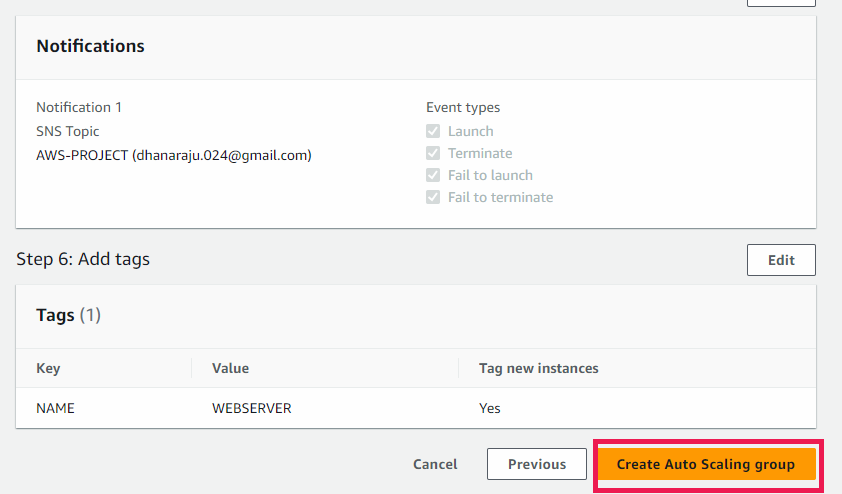 Notifications
Notification 1
SNS Topic
AWS-PROJECT (dhanaraju.024@gmail.com)
Event types
Launch
Terminate
Fail to launch
Fail to terminate
Step 6: Add tags
Edit
Tags (1)
Key Value Tag new instances
NAME WEBSERVER Yes
Cancel Previous Create Auto Scaling group